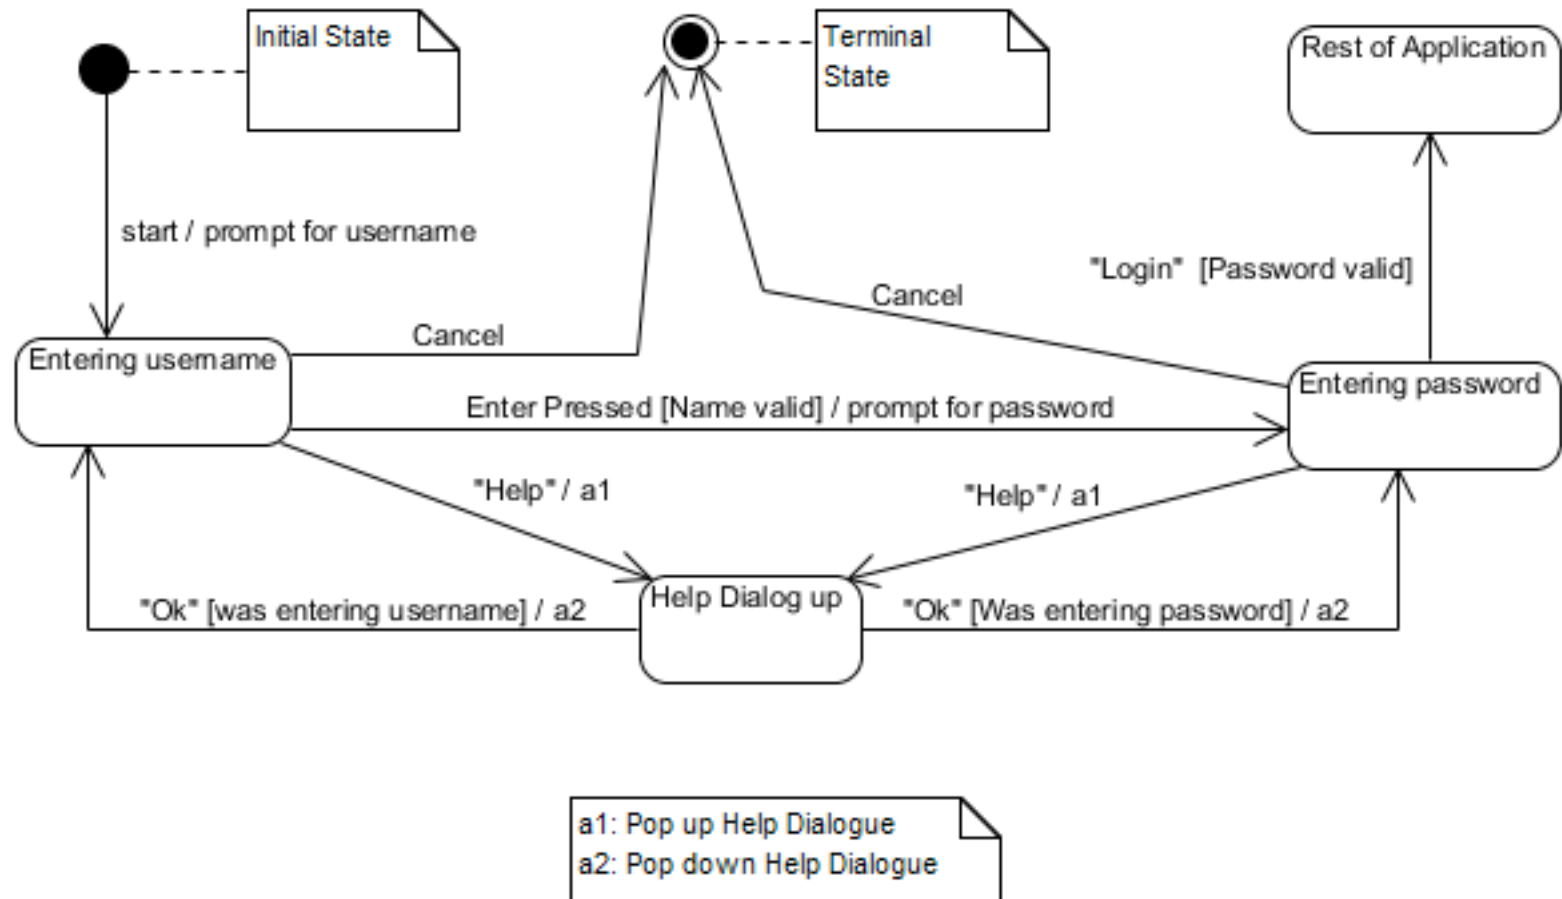 Initial State
Terminal
State
Rest of Application
start / prompt for username
"Login"  [Password valid]
Cancel
Cancel
Entering username
Entering password
Enter Pressed [Name valid] / prompt for password
"Help" / a1
"Help" / a1
"Ok" [was entering username] / a2
Help Dialog up
"Ok" [Was entering password] / a2
a1: Pop up Help Dialogue
a2: Pop down Help Dialogue